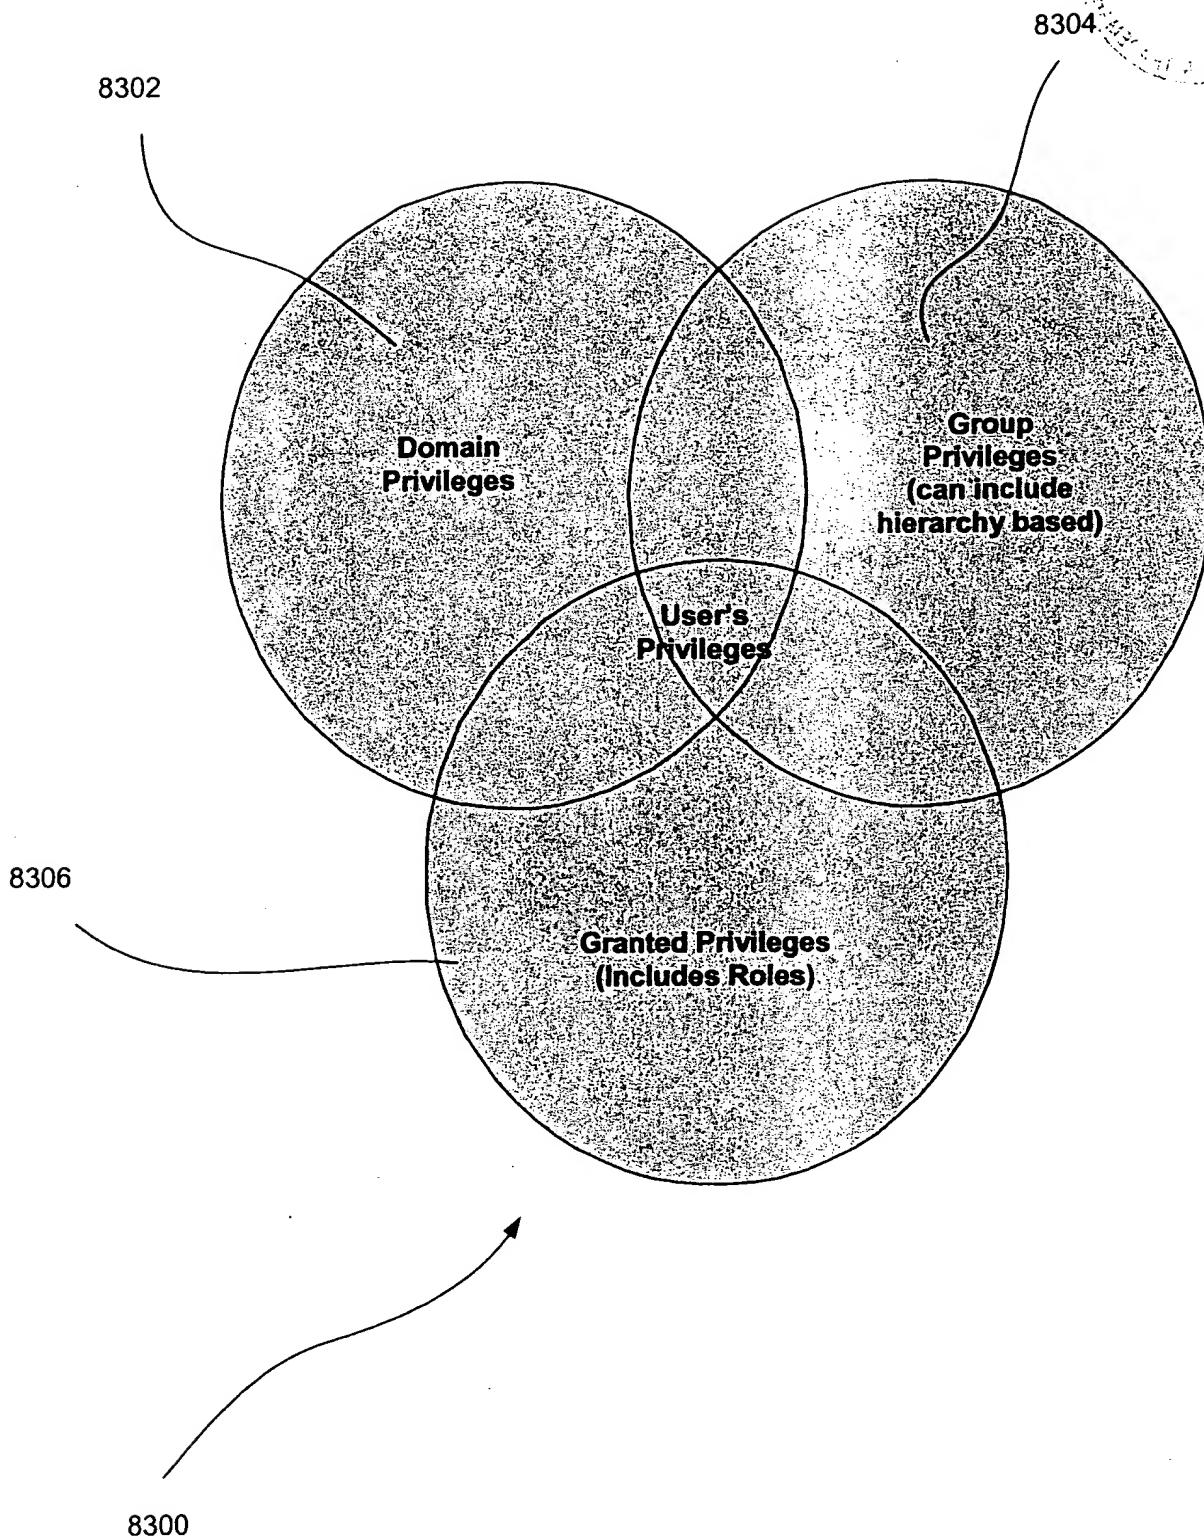 8304
8302
Domain
Privileges
Group
Privileges
(can include
hierarchy based)
User's
Privileges
8306
Granted Privileges
(Includes Roles)
8300